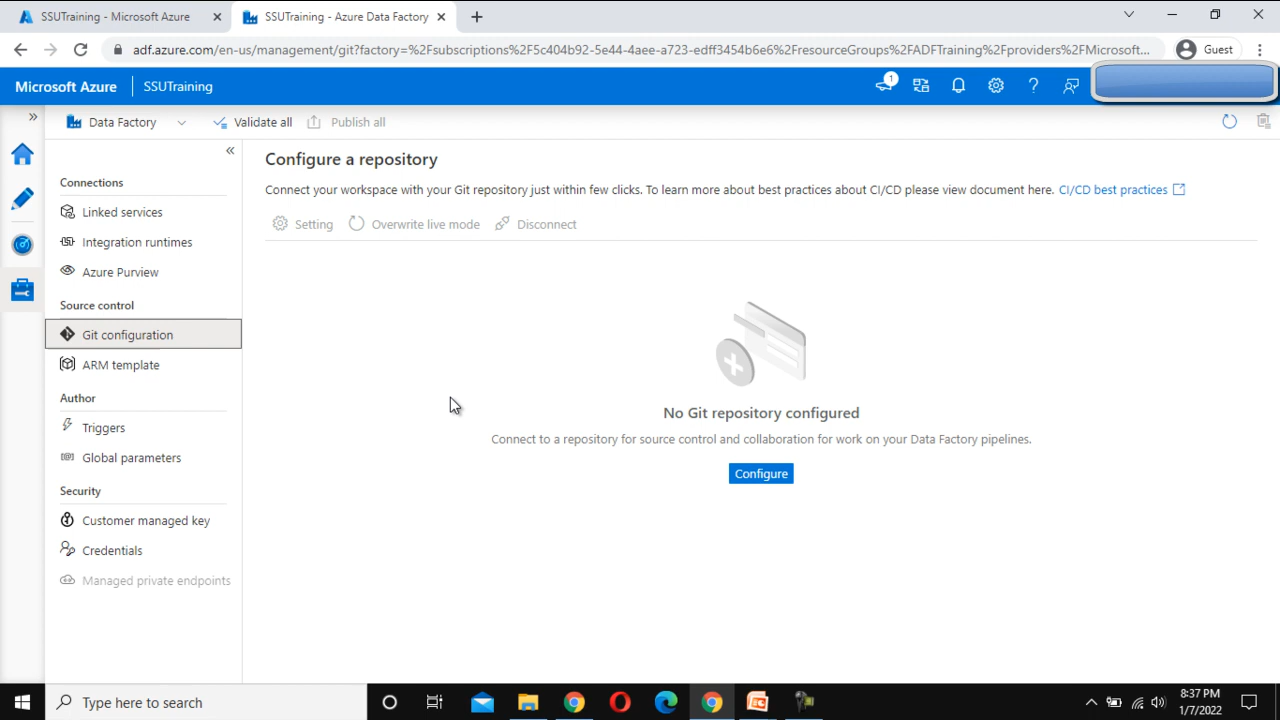 SSUTraining - Microsoft Azure
SSUTraining - Azure Data Factory
adf.azure.com/en-us/management/git?factory=%2Fsubscriptions%2F5c404b92-5e44-4aee-a723-edff3454b6e6%2FresourceGroups%2FADFTraining%2Fproviders%2FMicrosoft...
Guest
Microsoft Azure
SSUTraining
1
Data Factory
Validate all
Publish all
Connections
Linked services
Integration runtimes
Azure Purview
Source control
Git configuration
ARM template
Author
Triggers
Global parameters
Security
Customer managed key
Credentials
Managed private endpoints
Configure a repository
Connect your workspace with your Git repository just within few clicks. To learn more about best practices about CI/CD please view document here. CI/CD best practices
Setting
Overwrite live mode
Disconnect
No Git repository configured
Connect to a repository for source control and collaboration for work on your Data Factory pipelines.
Configure
Type here to search
8:37 PM
1/7/2022